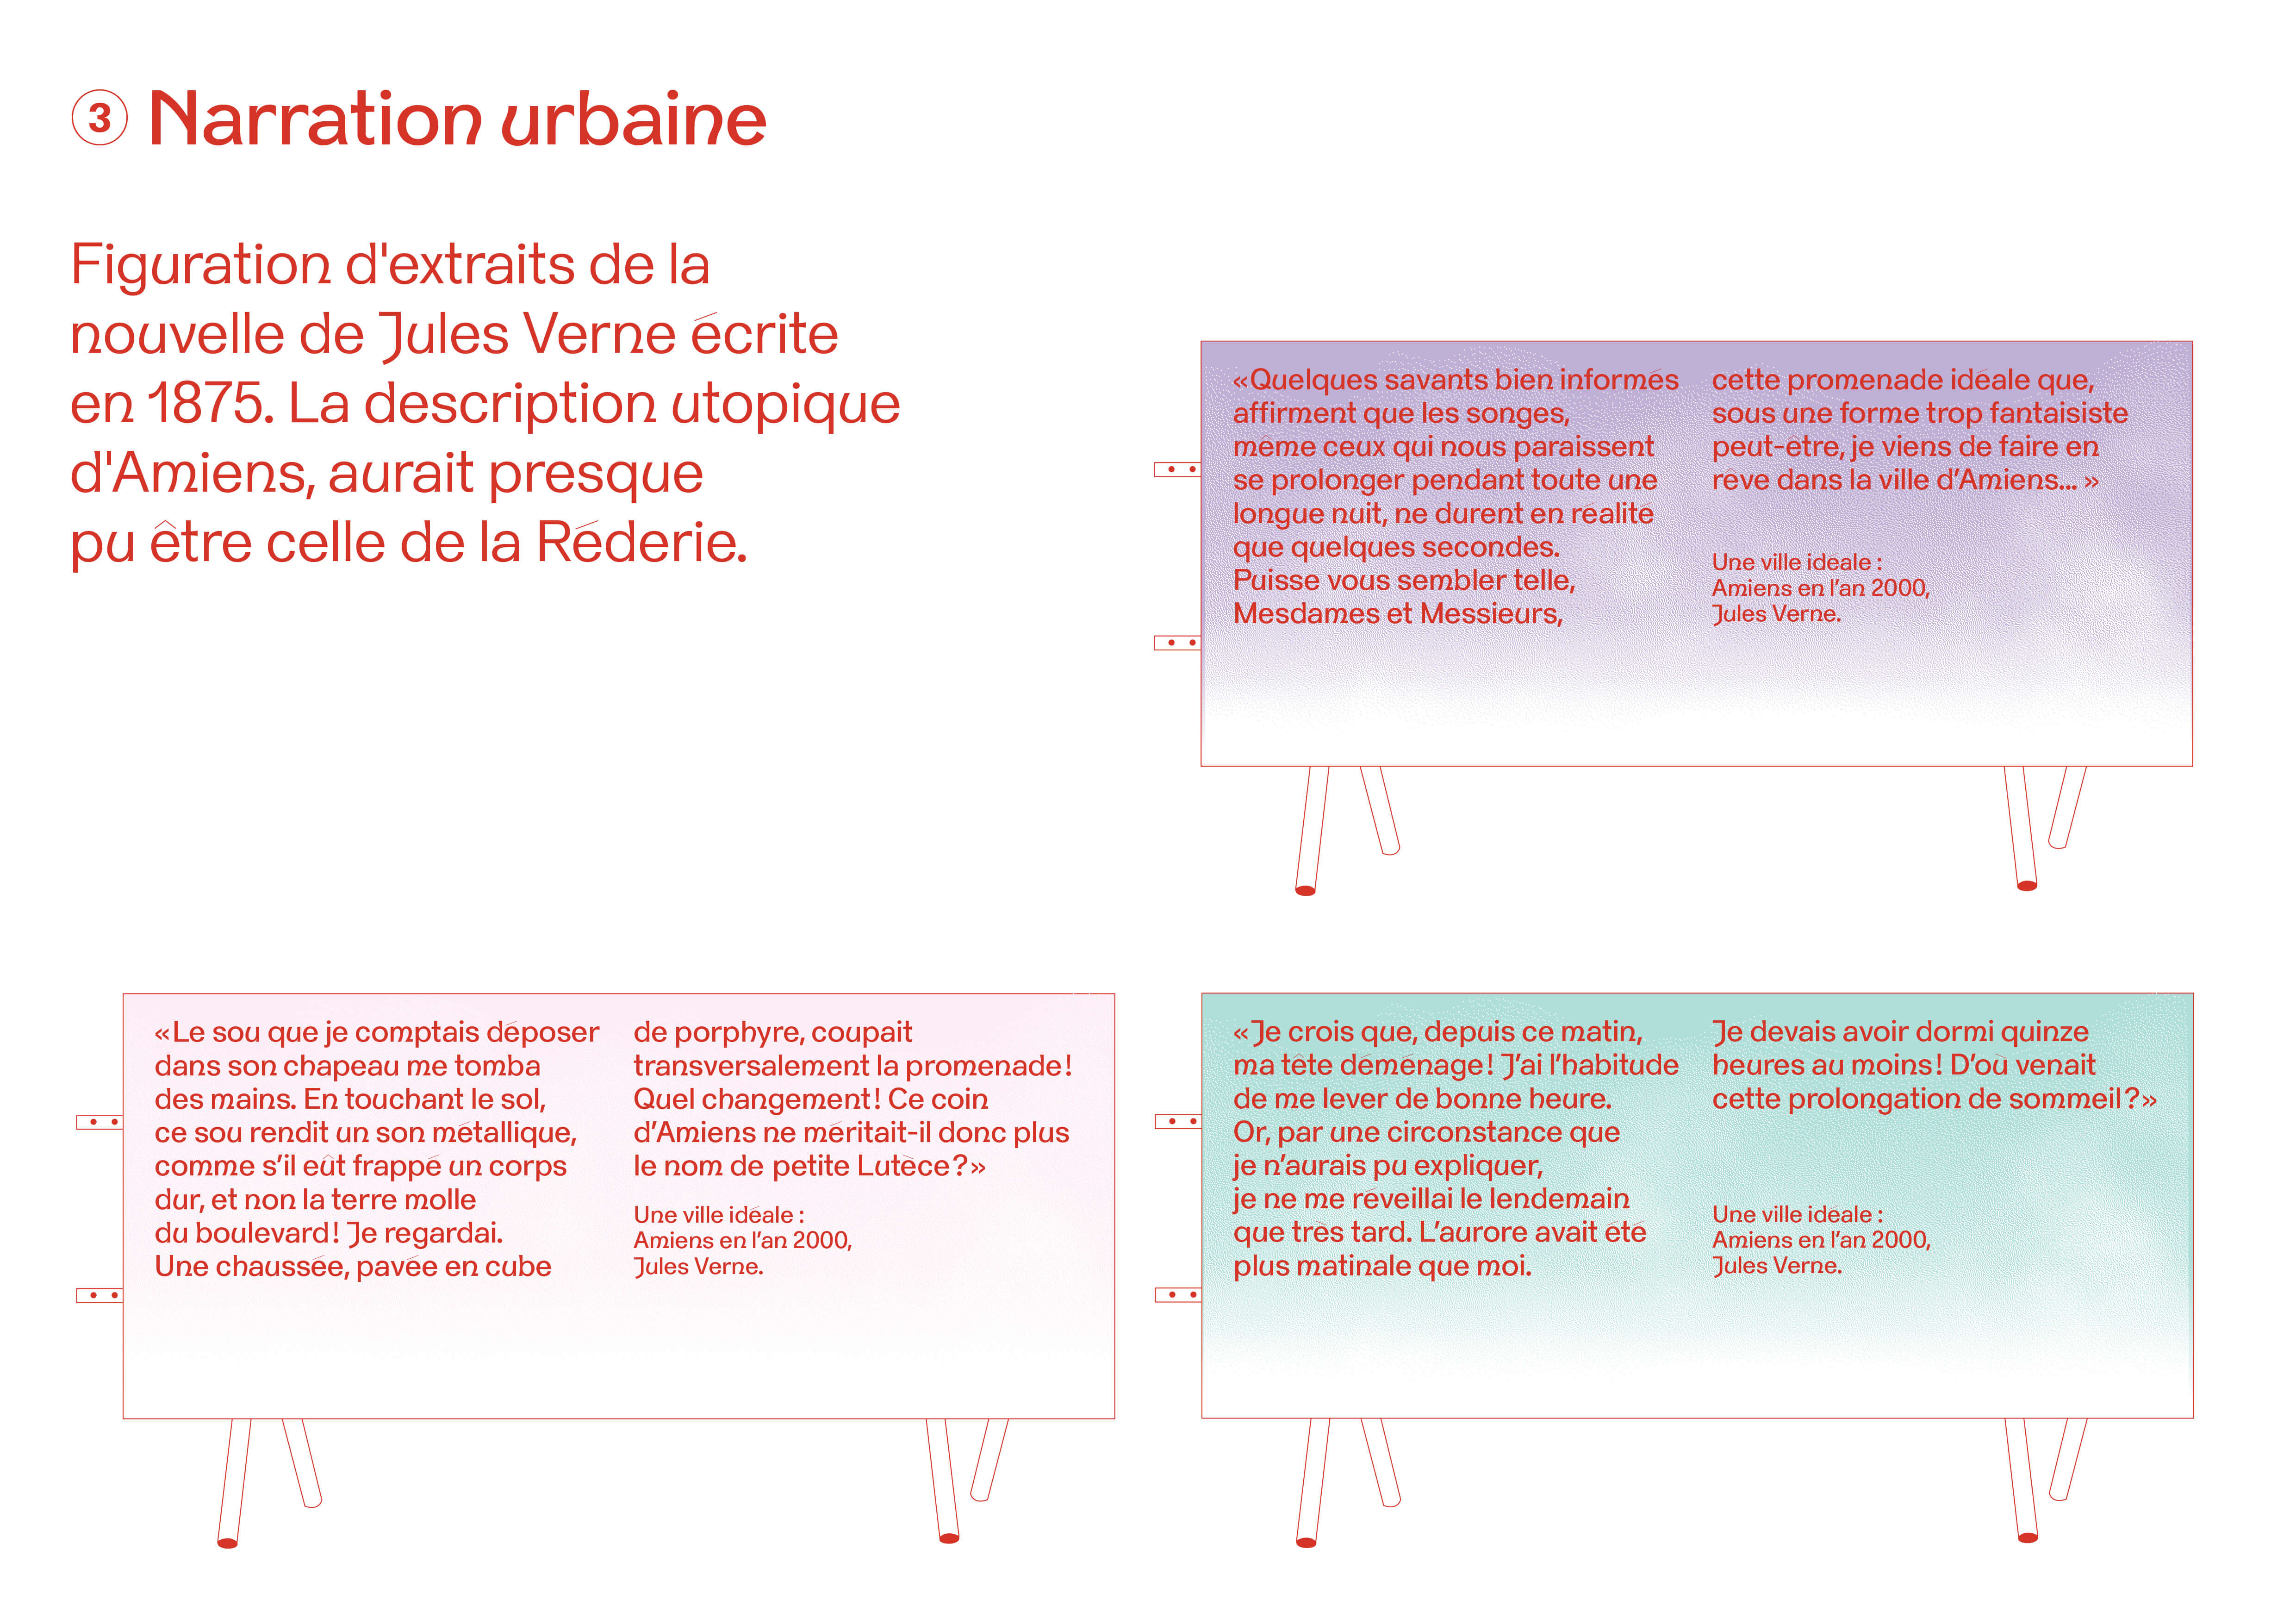 3 Narration urbaine
Figuration d'extraits de la
nouvelle de Jules Verne écrite
en 1875. La description utopique
d'Amiens, aurait presque
pu être celle de la Réderie.
«Quelques savants bien informés
affirment que les songes,
même ceux qui nous paraissent
se prolonger pendant toute une
longue nuit, ne durent en réalité
que quelques secondes.
Puisse vous sembler telle,
Mesdames et Messieurs,
cette promenade idéale que,
sous une forme trop fantaisiste
peut-être, je viens de faire en
rêve dans la ville d’Amiens... »
Une ville idéale :
Amiens en l’an 2000,
Jules Verne.
«Le sou que je comptais déposer
dans son chapeau me tomba
des mains. En touchant le sol,
ce sou rendit un son métallique,
comme s’il eût frappé un corps
dur, et non la terre molle
du boulevard! Je regardai.
Une chaussée, pavée en cube
de porphyre, coupait
transversalement la promenade!
Quel changement! Ce coin
d’Amiens ne méritait-il donc plus
le nom de petite Lutèce?»
Une ville idéale :
Amiens en l’an 2000,
Jules Verne.
«Je crois que, depuis ce matin,
ma tête déménage! J’ai l’habitude
de me lever de bonne heure.
Or, par une circonstance que
je n’aurais pu expliquer,
je ne me réveillai le lendemain
que très tard. L’aurore avait été
plus matinale que moi.
Je devais avoir dormi quinze
heures au moins! D’où venait
cette prolongation de sommeil?»
Une ville idéale :
Amiens en l’an 2000,
Jules Verne.